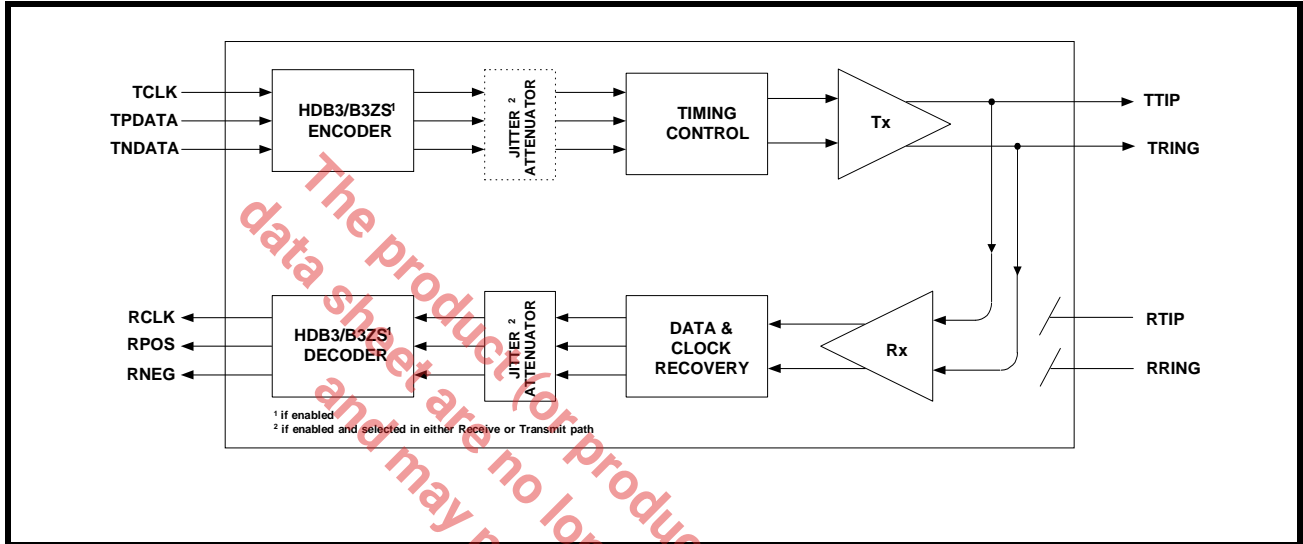 TCLK
TPDATA
TNDATA
HDB3/B3ZS¹
ENCODER
JITTER ²
ATTENUATOR
TIMING
CONTROL
Tx
TTIP
TRING
RCLK
RPOS
RNEG
HDB3/B3ZS¹
DECODER
JITTER ²
ATTENUATOR
DATA &
CLOCK
RECOVERY
Rx
RTIP
RRING
¹ if enabled
² if enabled and selected in either Receive or Transmit path
The product (or produc
data sheet are no lon
and may